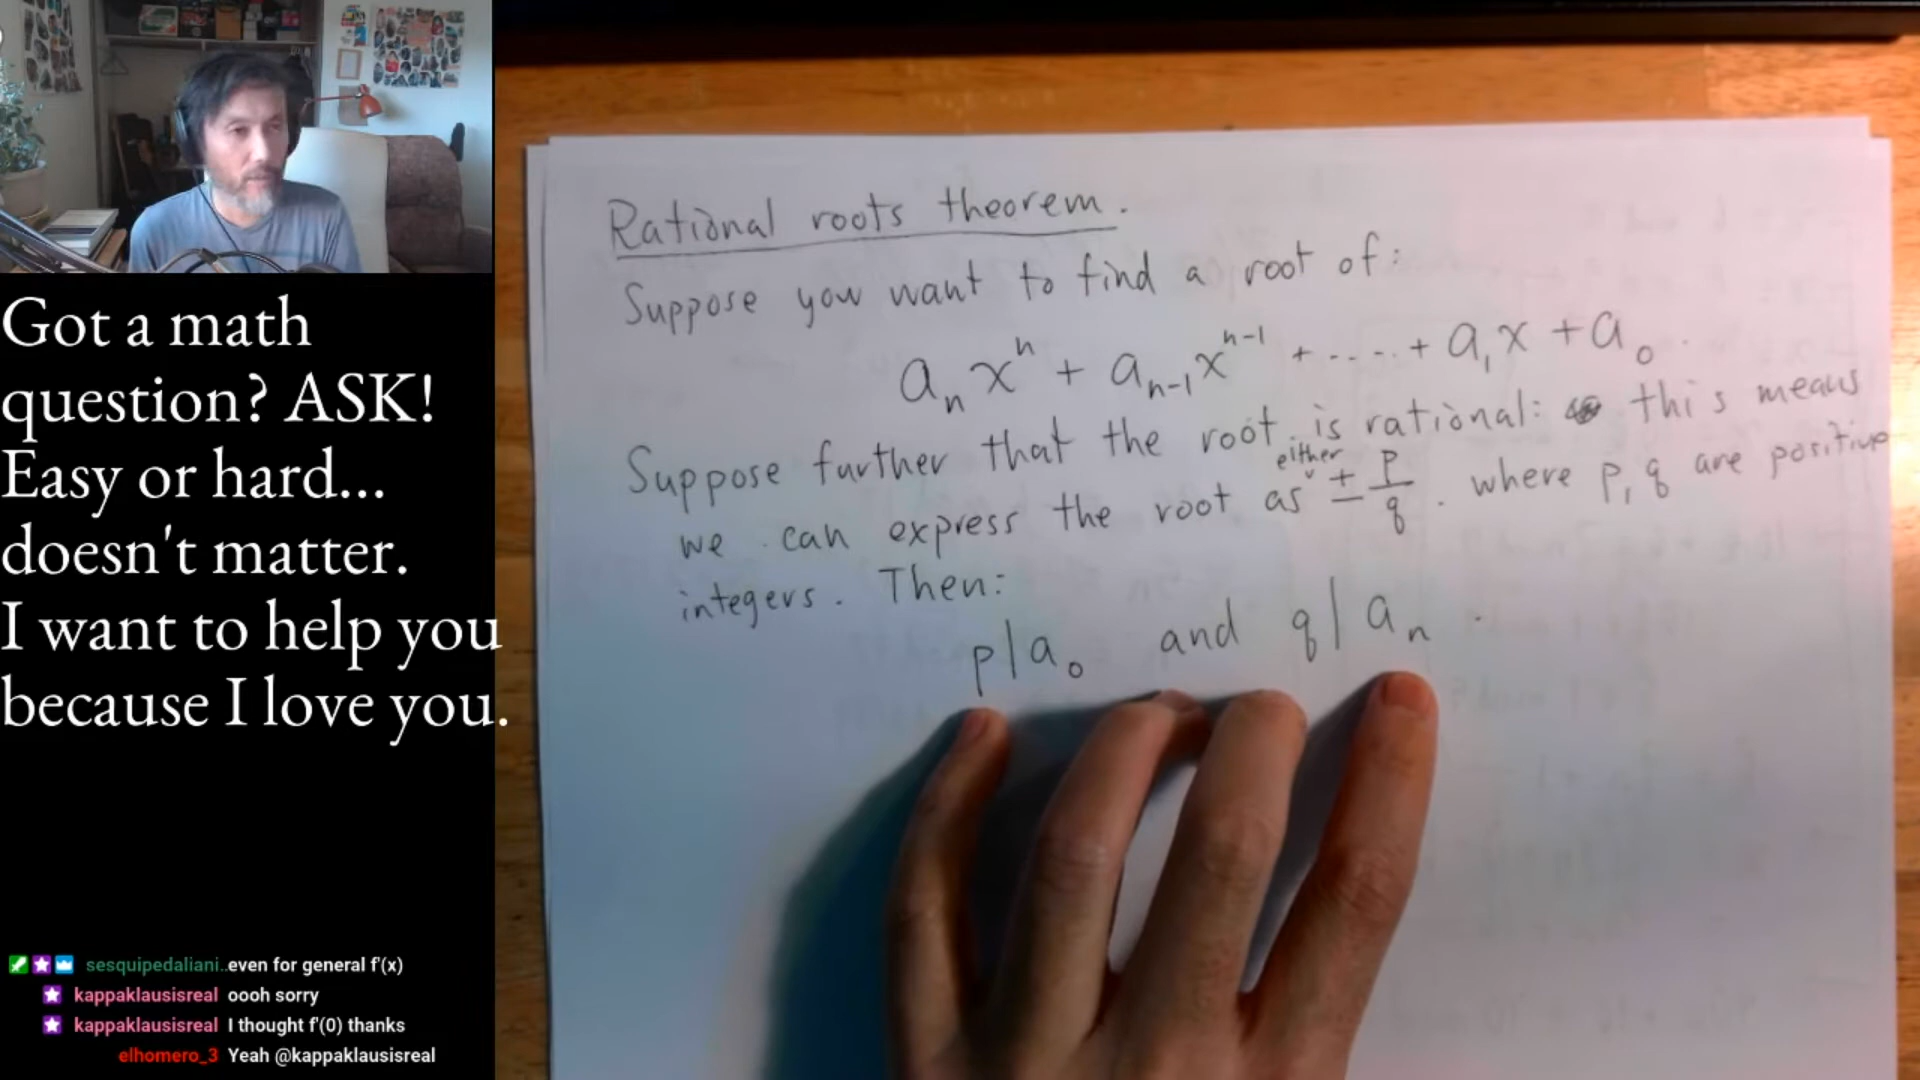 Got a math
question? ASK!
Easy or hard...
doesn't matter.
I want to help you
because I love you.
sesquipedaliani..even for general f'(x)
kappaklausisreal oooh sorry
kappaklausisreal I thought f'(0) thanks
elhomero_3 Yeah @kappaklausisreal
Rational roots theorem.
Suppose you want to find a root of:
aₙxⁿ + aₙ₋₁xⁿ⁻¹ + ..... + a₁x + a₀.
Suppose further that the root is rational: this means
we can express the root as either ± p/q. where p, q are positive
integers. Then:
p|a₀ and q|aₙ.